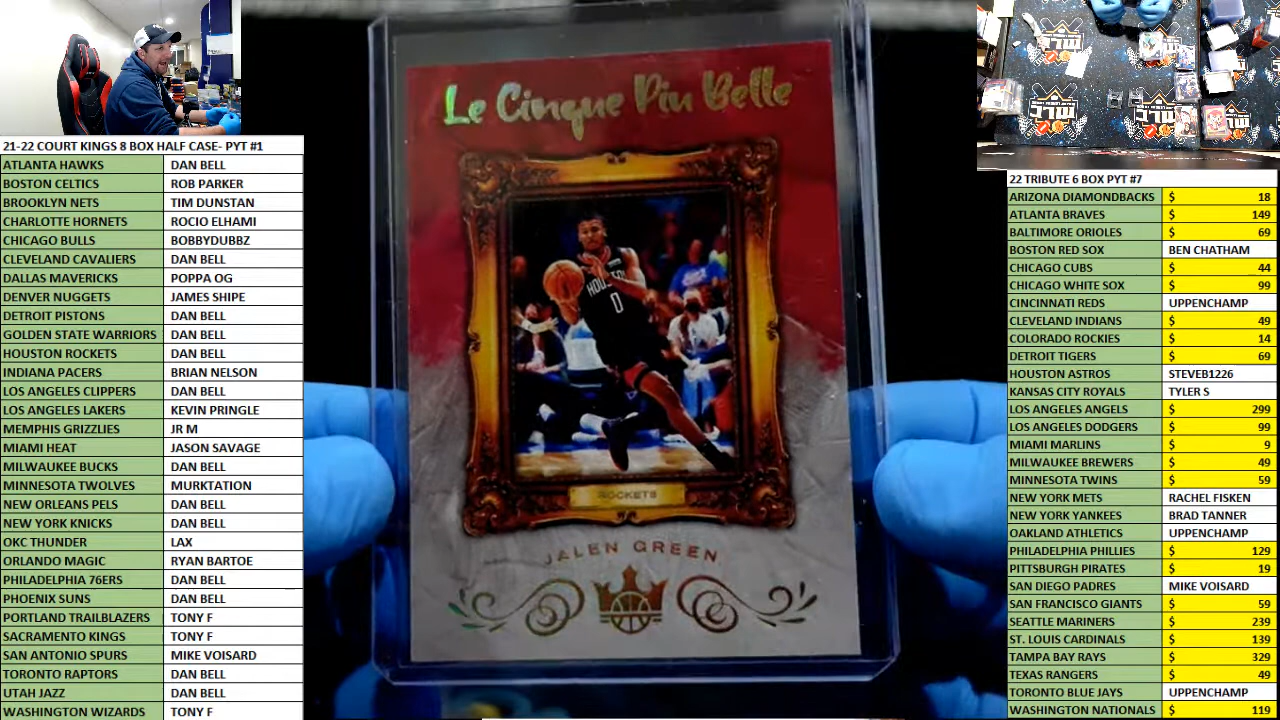 21-22 COURT KINGS 8 BOX HALF CASE- PYT #1
ATLANTA HAWKS DAN BELL
BOSTON CELTICS ROB PARKER
BROOKLYN NETS TIM DUNSTAN
CHARLOTTE HORNETS ROCIO ELHAMI
CHICAGO BULLS BOBBYDUBBZ
CLEVELAND CAVALIERS DAN BELL
DALLAS MAVERICKS POPPA OG
DENVER NUGGETS JAMES SHIPE
DETROIT PISTONS DAN BELL
GOLDEN STATE WARRIORS DAN BELL
HOUSTON ROCKETS DAN BELL
INDIANA PACERS BRIAN NELSON
LOS ANGELES CLIPPERS DAN BELL
LOS ANGELES LAKERS KEVIN PRINGLE
MEMPHIS GRIZZLIES JR M
MIAMI HEAT JASON SAVAGE
MILWAUKEE BUCKS DAN BELL
MINNESOTA TWOLVES MURKTATION
NEW ORLEANS PELS DAN BELL
NEW YORK KNICKS DAN BELL
OKC THUNDER LAX
ORLANDO MAGIC RYAN BARTOE
PHILADELPHIA 76ERS DAN BELL
PHOENIX SUNS DAN BELL
PORTLAND TRAILBLAZERS TONY F
SACRAMENTO KINGS TONY F
SAN ANTONIO SPURS MIKE VOISARD
TORONTO RAPTORS DAN BELL
UTAH JAZZ DAN BELL
WASHINGTON WIZARDS TONY F
Le Cinque Piu Belle
HOUSTON
0
ROCKETS
JALEN GREEN
22 TRIBUTE 6 BOX PYT #7
ARIZONA DIAMONDBACKS $ 18
ATLANTA BRAVES $ 149
BALTIMORE ORIOLES $ 69
BOSTON RED SOX BEN CHATHAM
CHICAGO CUBS $ 44
CHICAGO WHITE SOX $ 99
CINCINNATI REDS UPPENCHAMP
CLEVELAND INDIANS $ 49
COLORADO ROCKIES $ 14
DETROIT TIGERS $ 69
HOUSTON ASTROS STEVEB1226
KANSAS CITY ROYALS TYLER S
LOS ANGELES ANGELS $ 299
LOS ANGELES DODGERS $ 99
MIAMI MARLINS $ 9
MILWAUKEE BREWERS $ 49
MINNESOTA TWINS $ 59
NEW YORK METS RACHEL FISKEN
NEW YORK YANKEES BRAD TANNER
OAKLAND ATHLETICS UPPENCHAMP
PHILADELPHIA PHILLIES $ 129
PITTSBURGH PIRATES $ 19
SAN DIEGO PADRES MIKE VOISARD
SAN FRANCISCO GIANTS $ 59
SEATTLE MARINERS $ 239
ST. LOUIS CARDINALS $ 139
TAMPA BAY RAYS $ 329
TEXAS RANGERS $ 49
TORONTO BLUE JAYS UPPENCHAMP
WASHINGTON NATIONALS $ 119